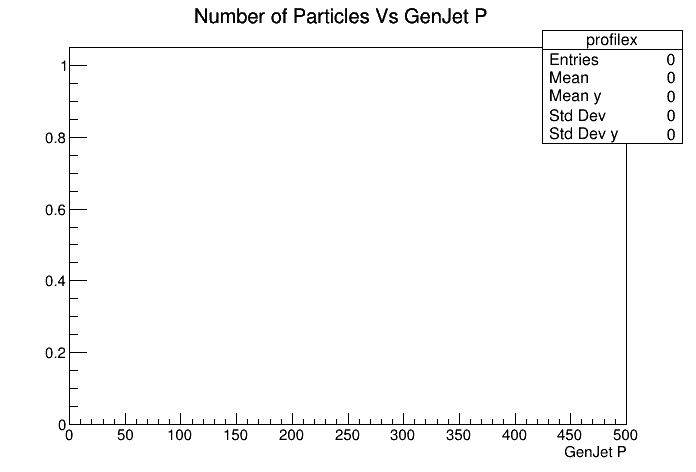 Number of Particles Vs GenJet P
profilex
Entries 0
Mean 0
Mean y 0
Std Dev 0
Std Dev y 0
1
0.8
0.6
0.4
0.2
0
0 50 100 150 200 250 300 350 400 450 500
GenJet P